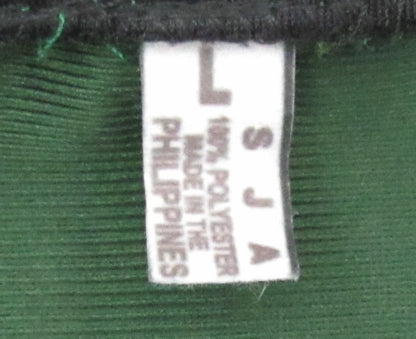 S J A
L
100% POLYESTER
MADE IN THE
PHILIPPINES